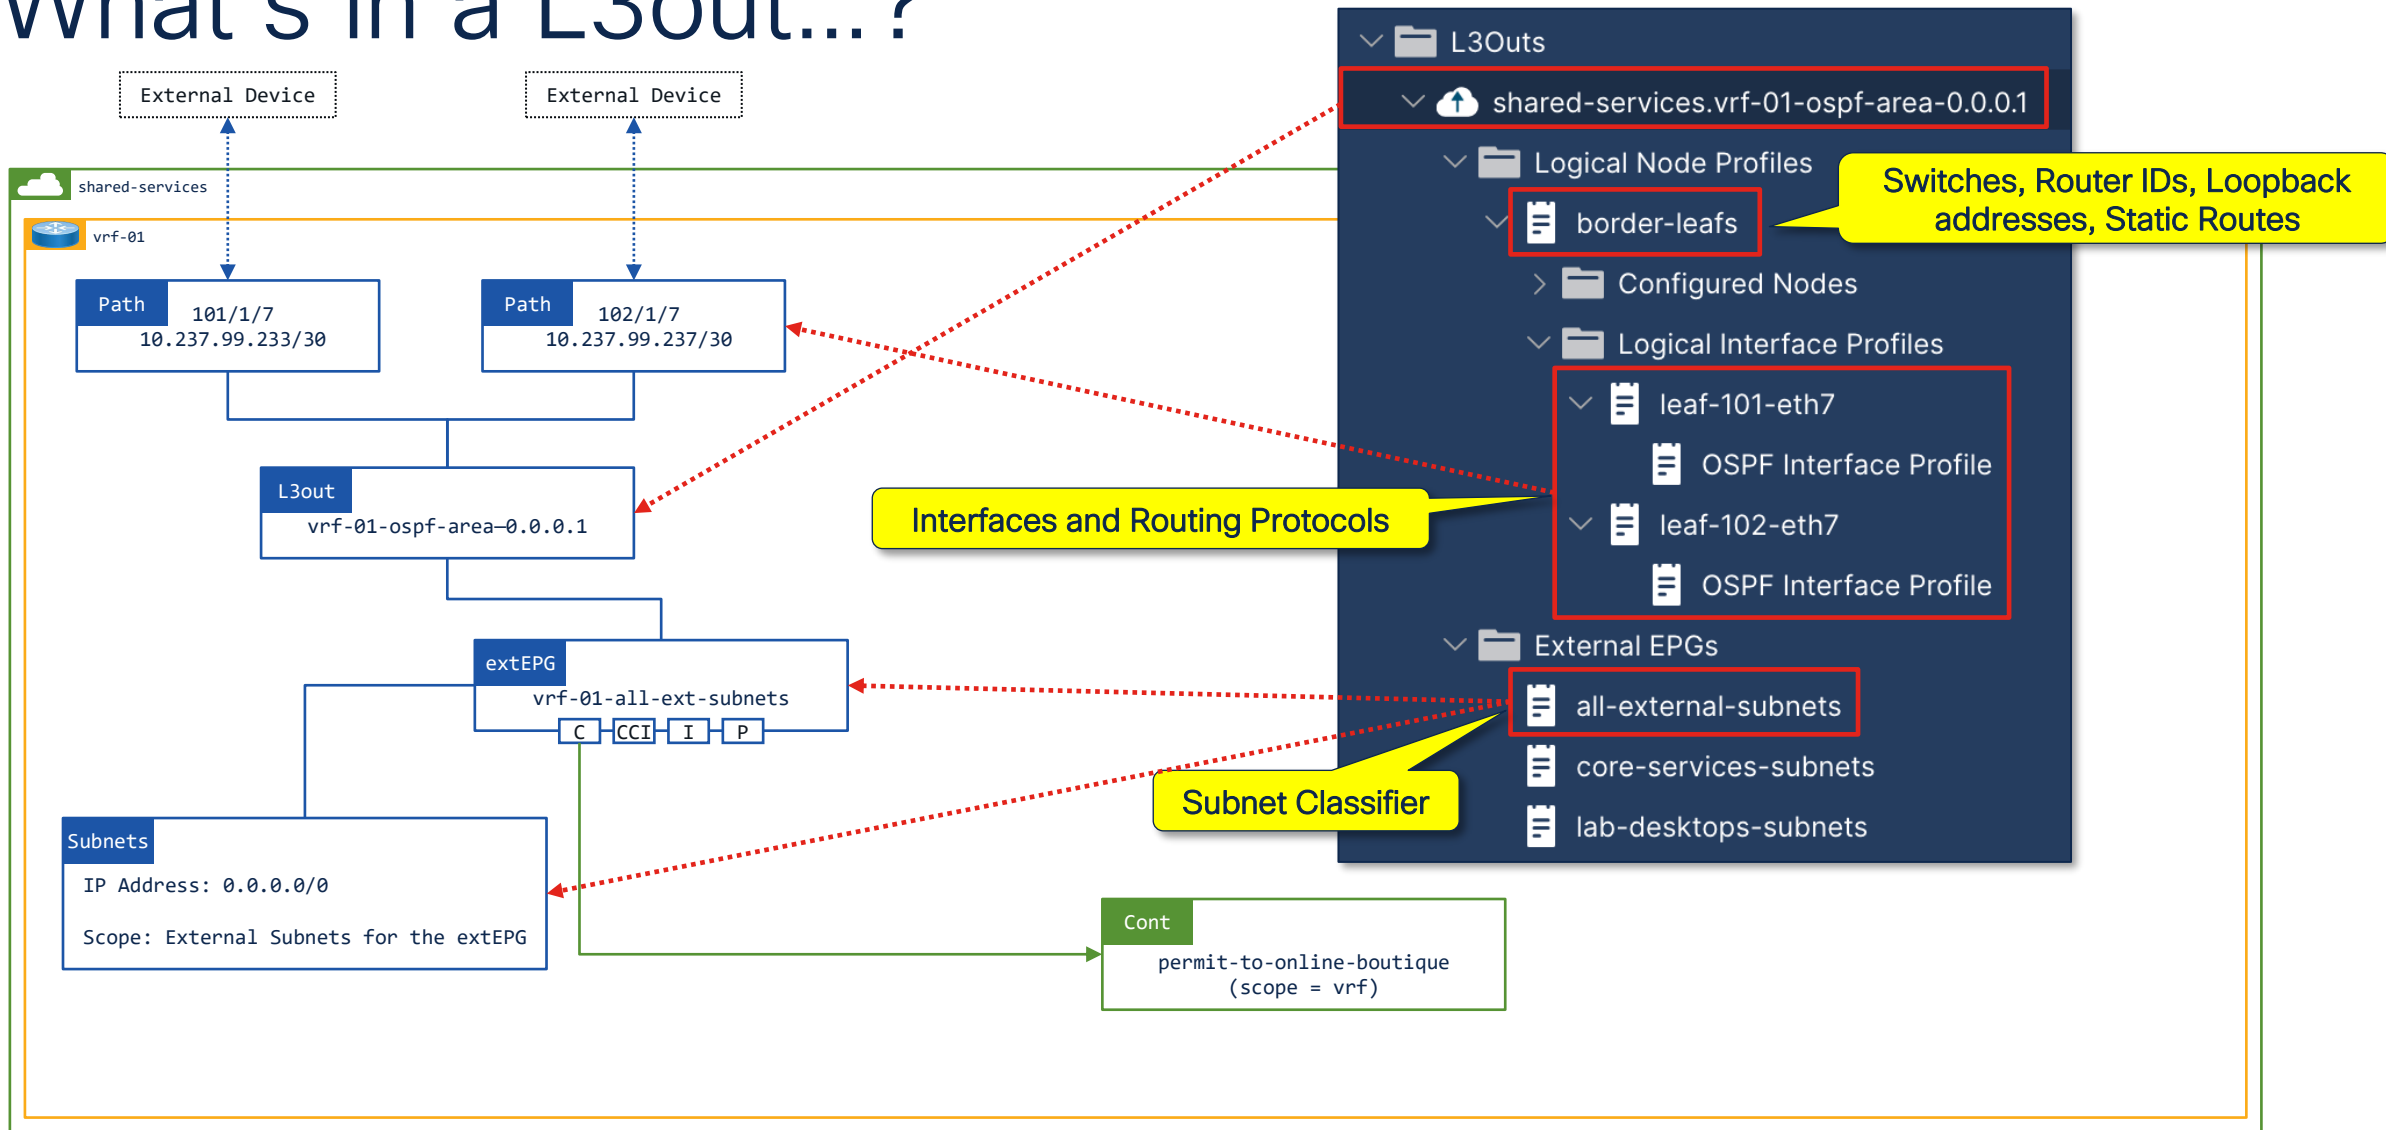 What's in a L3out...?
External Device
External Device
shared-services
vrf-01
Path
101/1/7
10.237.99.233/30
Path
102/1/7
10.237.99.237/30
L3out
vrf-01-ospf-area–0.0.0.1
extEPG
vrf-01-all-ext-subnets
C
CCI
I
P
Subnets
IP Address: 0.0.0.0/0
Scope: External Subnets for the extEPG
Cont
permit-to-online-boutique
(scope = vrf)
L3Outs
shared-services.vrf-01-ospf-area-0.0.0.1
Logical Node Profiles
border-leafs
Configured Nodes
Logical Interface Profiles
leaf-101-eth7
OSPF Interface Profile
leaf-102-eth7
OSPF Interface Profile
External EPGs
all-external-subnets
core-services-subnets
lab-desktops-subnets
Switches, Router IDs, Loopback
addresses, Static Routes
Interfaces and Routing Protocols
Subnet Classifier